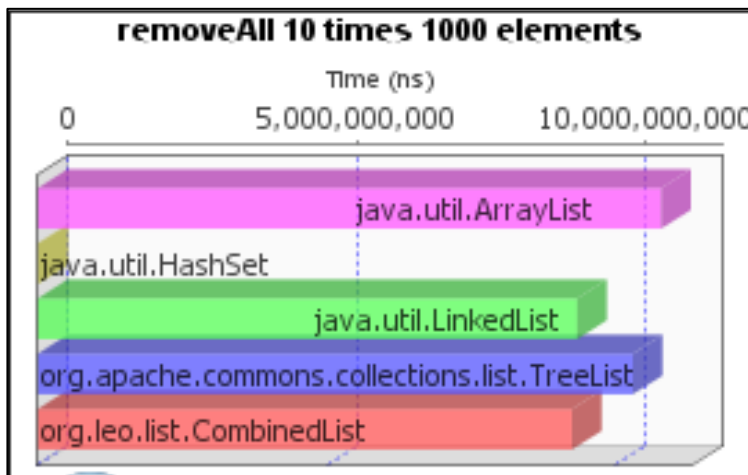 removeAll 10 times 1000 elements
Time (ns)
0 5,000,000,000 10,000,000,000
java.util.ArrayList
java.util.HashSet
java.util.LinkedList
org.apache.commons.collections.list.TreeList
org.leo.list.CombinedList